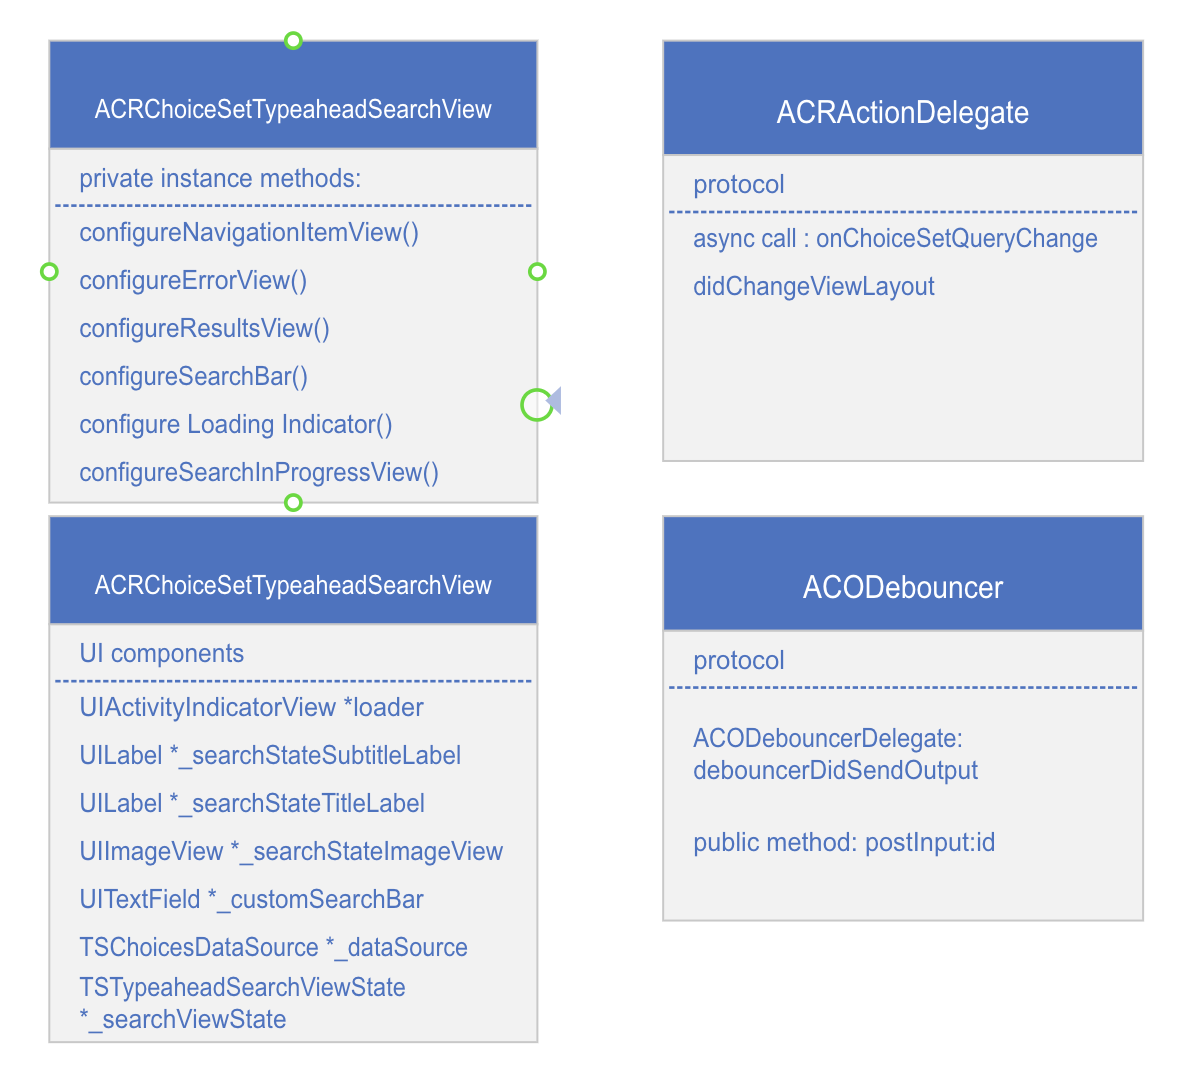 ACRChoiceSetTypeaheadSearchView
private instance methods:
configureNavigationItemView()
configureErrorView()
configureResultsView()
configureSearchBar()
configure Loading Indicator()
configureSearchInProgressView()
ACRActionDelegate
protocol
async call : onChoiceSetQueryChange
didChangeViewLayout
ACRChoiceSetTypeaheadSearchView
UI components
UIActivityIndicatorView *loader
UILabel *_searchStateSubtitleLabel
UILabel *_searchStateTitleLabel
UIImageView *_searchStateImageView
UITextField *_customSearchBar
TSChoicesDataSource *_dataSource
TSTypeaheadSearchViewState
*_searchViewState
ACODebouncer
protocol
ACODebouncerDelegate:
debouncerDidSendOutput
public method: postInput:id